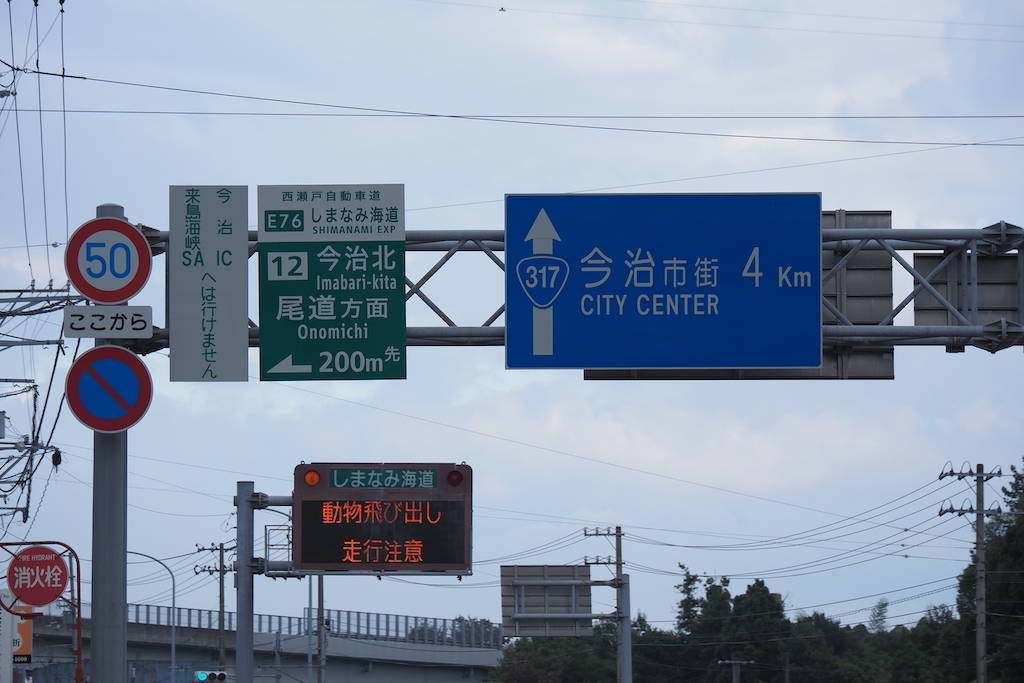 50
ここから
今治 IC
来島海峡 SA
へは行けません
西瀬戸自動車道
E76 しまなみ海道
SHIMANAMI EXP
12 今治北
Imabari-kita
尾道方面
Onomichi
200m先
317
今治市街 4 Km
CITY CENTER
しまなみ海道
動物飛び出し
走行注意
FIRE HYDRANT
消火栓